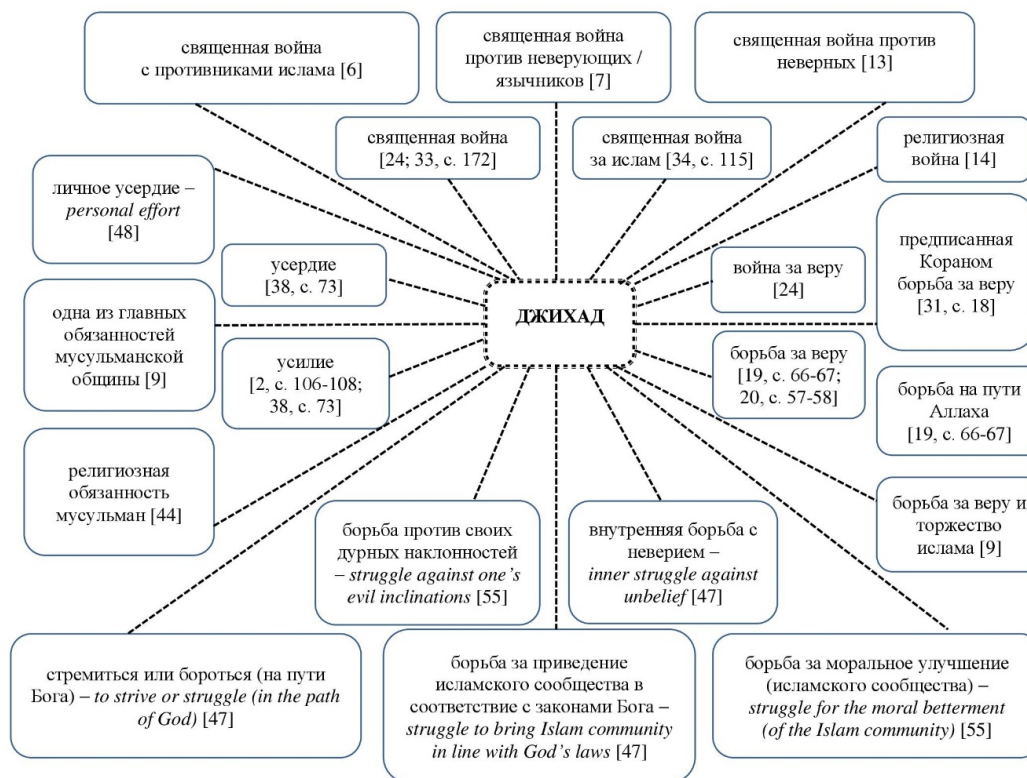 священная война
с противниками ислама [6]
священная война
против неверующих /
язычников [7]
священная война против
неверных [13]
священная война
[24; 33, с. 172]
священная война
за ислам [34, с. 115]
религиозная
война [14]
личное усердие –
personal effort
[48]
усердие
[38, с. 73]
ДЖИХАД
война за веру
[24]
предписанная
Кораном
борьба за веру
[31, с. 18]
одна из главных
обязанностей
мусульманской
общины [9]
усилие
[2, с. 106-108;
38, с. 73]
борьба за веру
[19, с. 66-67;
20, с. 57-58]
борьба на пути
Аллаха
[19, с. 66-67]
религиозная
обязанность
мусульман [44]
борьба против своих
дурных наклонностей
– struggle against one’s
evil inclinations [55]
внутренняя борьба с
неверием –
inner struggle against
unbelief [47]
борьба за веру и
торжество
ислама [9]
стремиться или бороться (на пути
Бога) – to strive or struggle (in the path
of God) [47]
борьба за приведение
исламского сообщества в
соответствие с законами Бога –
struggle to bring Islam community
in line with God’s laws [47]
борьба за моральное улучшение
(исламского сообщества) –
struggle for the moral betterment
(of the Islam community) [55]